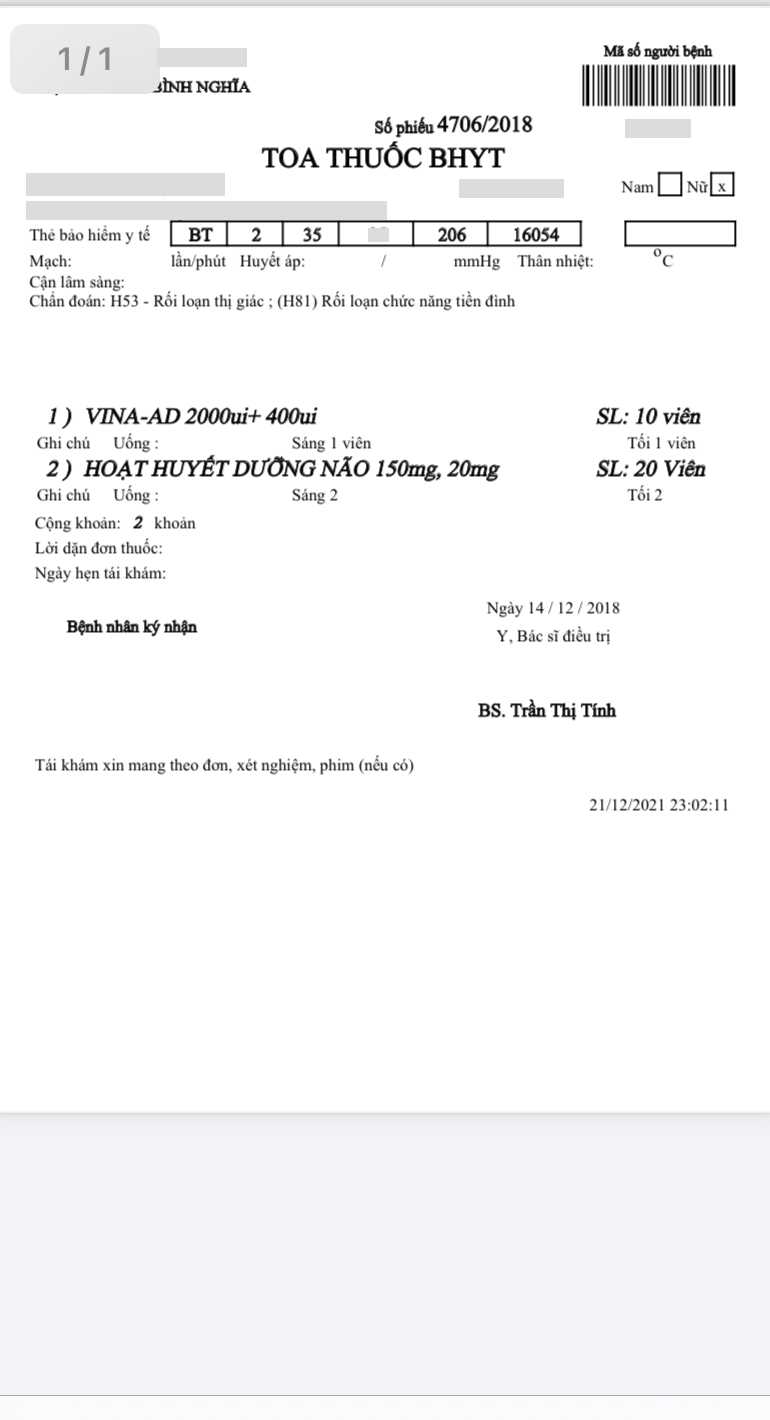 1/1
Mã số người bệnh
BÌNH NGHĨA
Số phiếu 4706/2018
TOA THUỐC BHYT
Nam Nữ x
Thẻ bảo hiểm y tế BT 2 35 206 16054
Mạch: lần/phút Huyết áp: / mmHg Thân nhiệt: °C
Cận lâm sàng:
Chẩn đoán: H53 - Rối loạn thị giác ; (H81) Rối loạn chức năng tiền đình
1 ) VINA-AD 2000ui+ 400ui SL: 10 viên
Ghi chú Uống : Sáng 1 viên Tối 1 viên
2 ) HOẠT HUYẾT DƯỠNG NÃO 150mg, 20mg SL: 20 Viên
Ghi chú Uống : Sáng 2 Tối 2
Cộng khoản: 2 khoản
Lời dặn đơn thuốc:
Ngày hẹn tái khám:
Ngày 14 / 12 / 2018
Bệnh nhân ký nhận Y, Bác sĩ điều trị
BS. Trần Thị Tính
Tái khám xin mang theo đơn, xét nghiệm, phim (nếu có)
21/12/2021 23:02:11